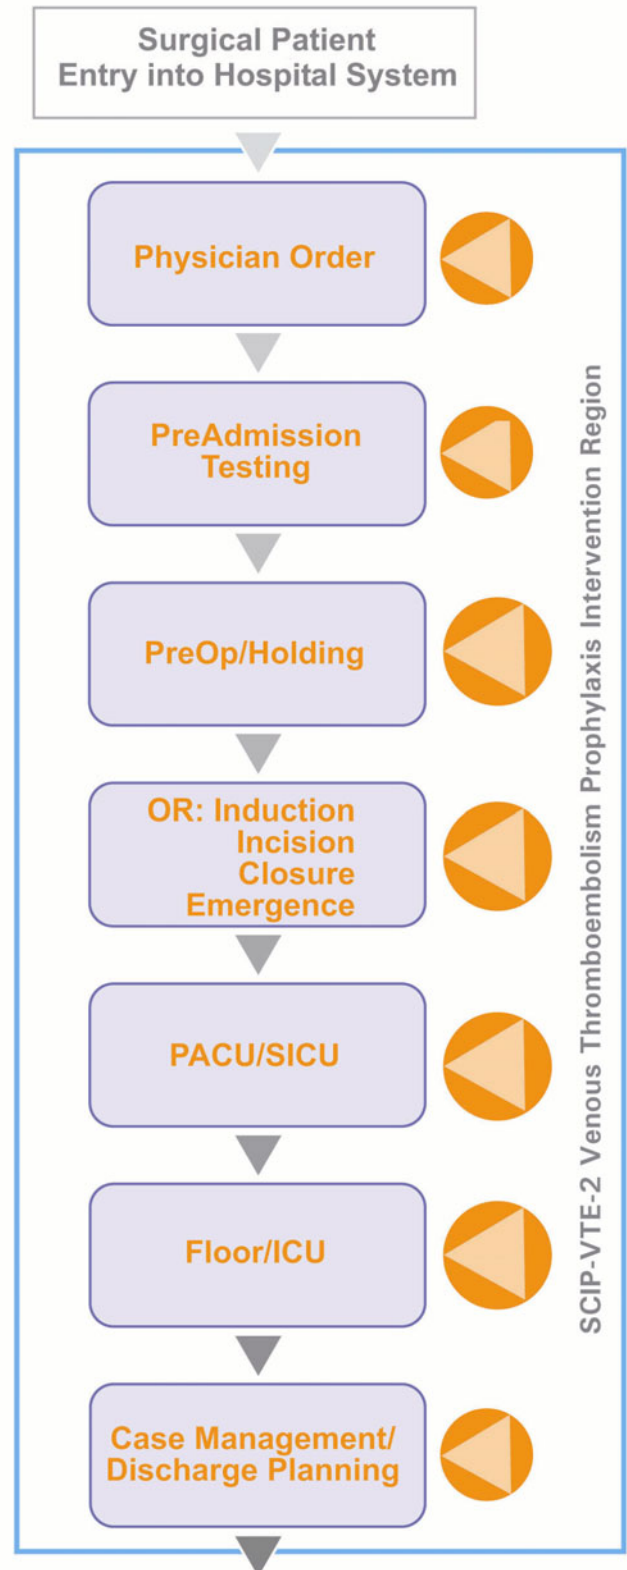 Surgical Patient
Entry into Hospital System
Physician Order
PreAdmission
Testing
PreOp/Holding
OR: Induction
Incision
Closure
Emergence
PACU/SICU
Floor/ICU
Case Management/
Discharge Planning
SCIP-VTE-2 Venous Thromboembolism Prophylaxis Intervention Region